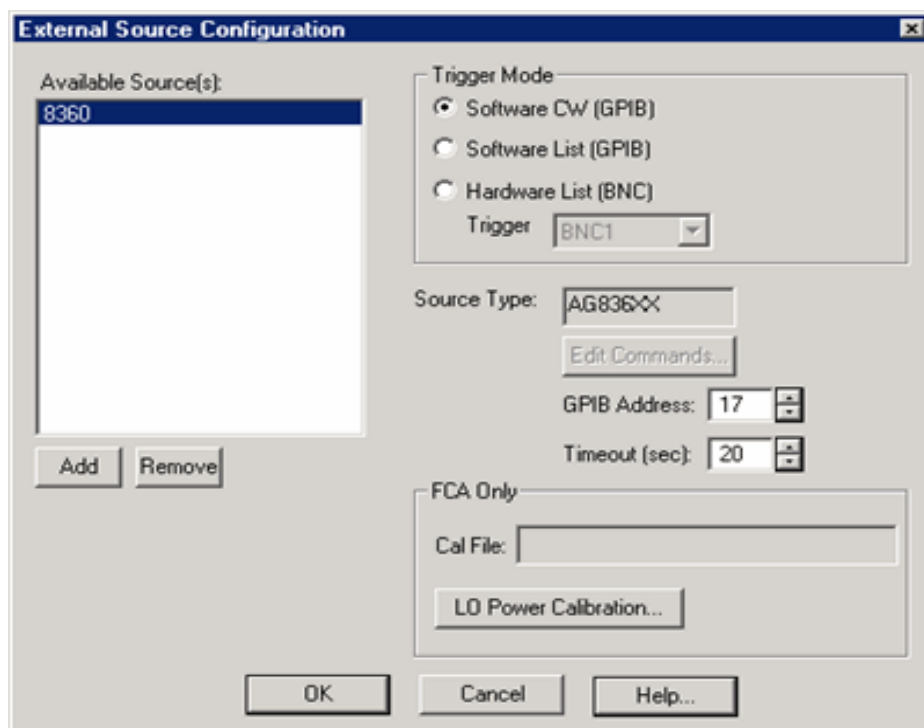 External Source Configuration
Available Source(s):
8360
Add
Remove
Trigger Mode
Software CW (GPIB)
Software List (GPIB)
Hardware List (BNC)
Trigger
BNC1
Source Type:
AG836XX
Edit Commands...
GPIB Address:
17
Timeout (sec):
20
FCA Only
Cal File:
LO Power Calibration...
OK
Cancel
Help...